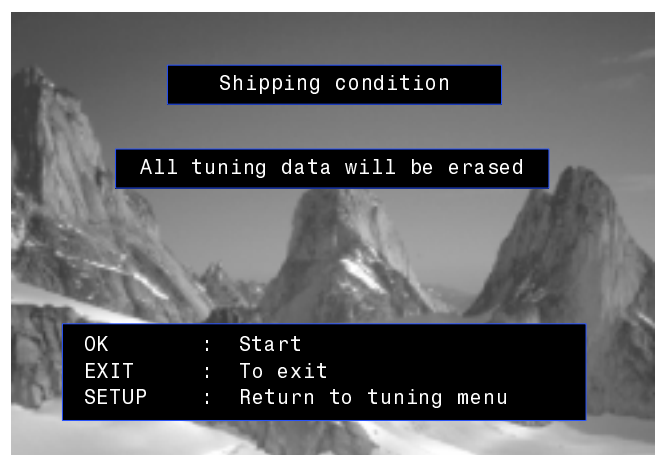 Shipping condition
All tuning data will be erased
OK : Start
EXIT : To exit
SETUP : Return to tuning menu